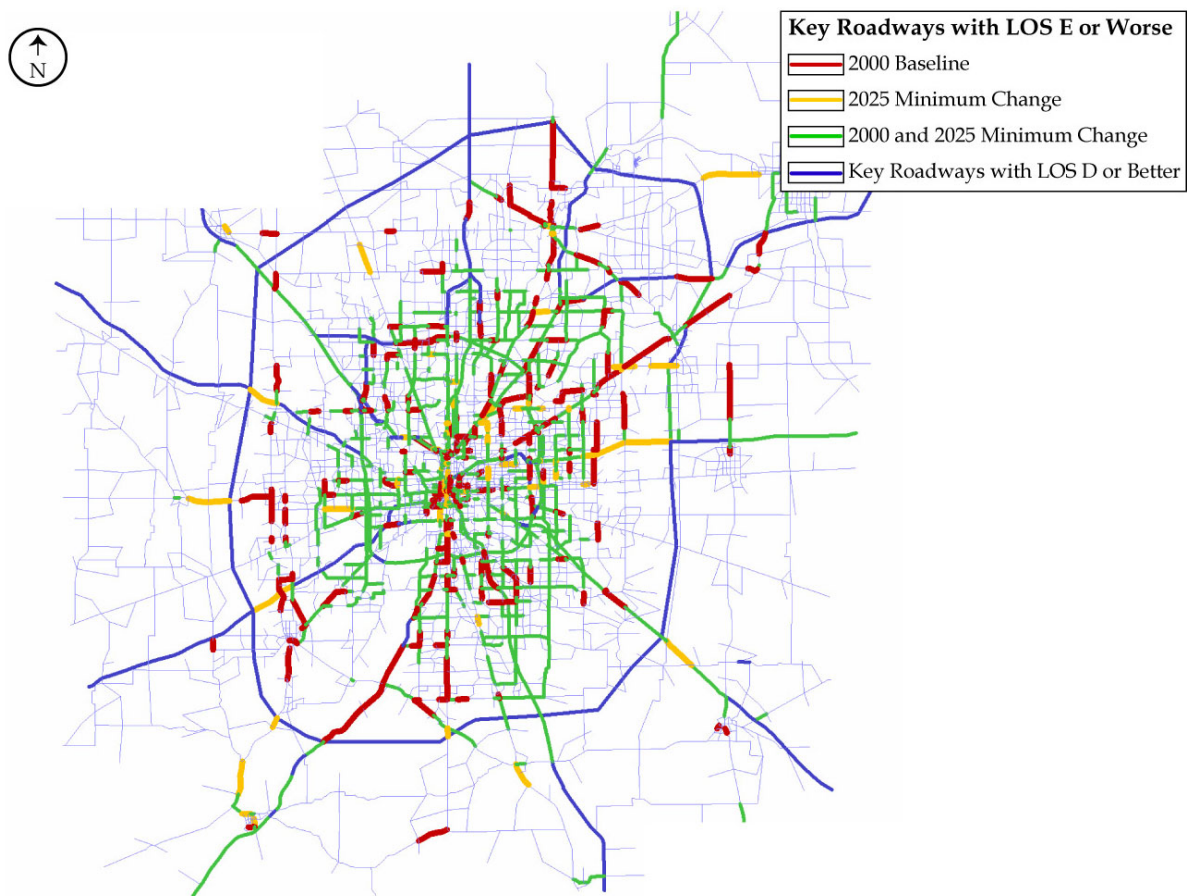 Key Roadways with LOS E or Worse
N
2000 Baseline
2025 Minimum Change
2000 and 2025 Minimum Change
Key Roadways with LOS D or Better